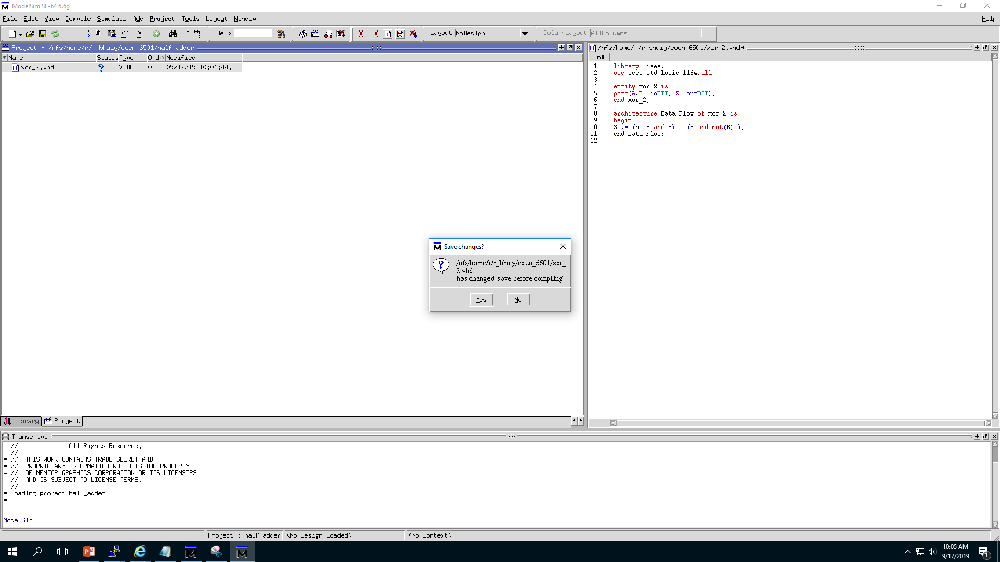 ModelSim SE-64 6.6g
File Edit View Compile Simulate Add Project Tools Layout Window Help
Help Layout NoDesign ColumnLayout AllColumns
Project - /nfs/home/r/r_bhuiy/coen_6501/half_adder
Name Status Type Ord Modified
xor_2.vhd ? VHDL 0 09/17/19 10:01:44...
/nfs/home/r/r_bhuiy/coen_6501/xor_2.vhd *
Ln#
1 library ieee;
2 use ieee.std_logic_1164.all;
3
4 entity xor_2 is
5 port(A,B: inBIT; Z: outBIT);
6 end xor_2;
7
8 architecture Data Flow of xor_2 is
9 begin
10 Z <= (notA and B) or(A and not(B) );
11 end Data Flow;
12
Save changes?
/nfs/home/r/r_bhuiy/coen_6501/xor_
2.vhd
has changed, save before compiling?
Yes No
Library Project
Transcript
# // All Rights Reserved.
# //
# // THIS WORK CONTAINS TRADE SECRET AND
# // PROPRIETARY INFORMATION WHICH IS THE PROPERTY
# // OF MENTOR GRAPHICS CORPORATION OR ITS LICENSORS
# // AND IS SUBJECT TO LICENSE TERMS.
# //
# Loading project half_adder
#
#
ModelSim>
Project : half_adder <No Design Loaded> <No Context>
10:05 AM
9/17/2019
1